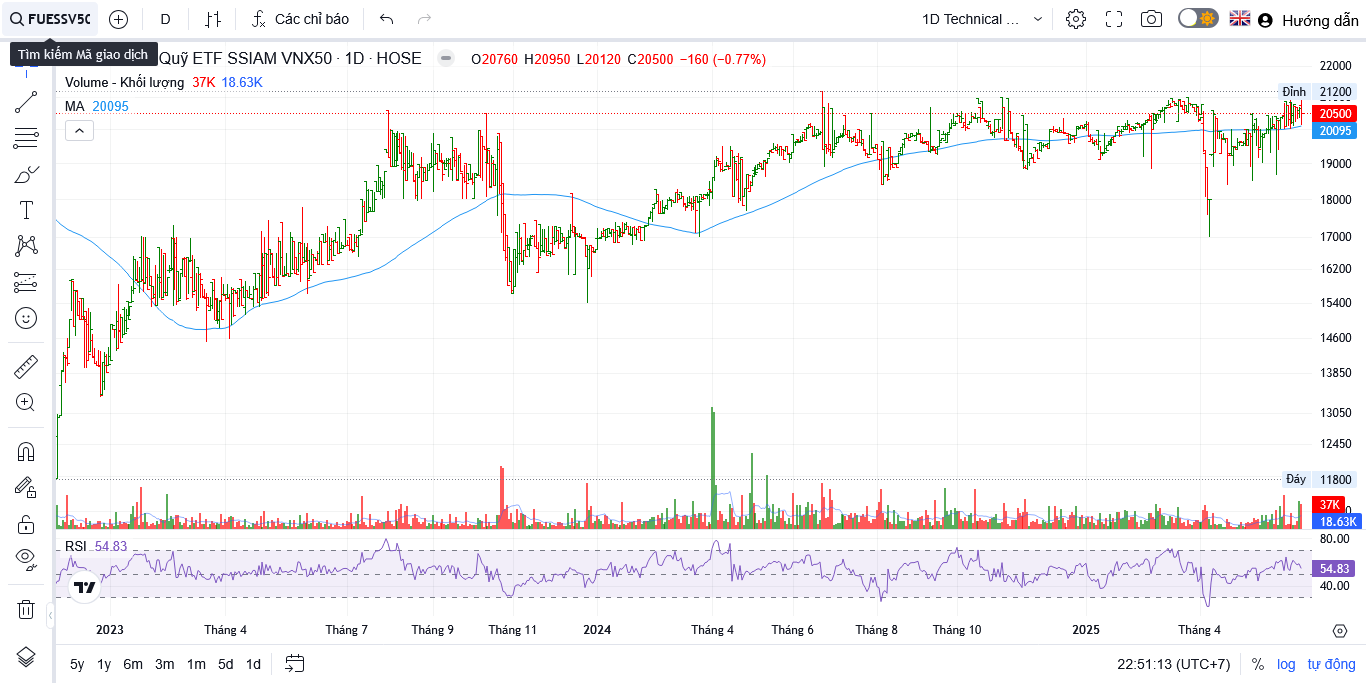 FUESSV50
D
Các chỉ báo
1D Technical ...
Hướng dẫn
Tìm kiếm Mã giao dịch
Quỹ ETF SSIAM VNX50 · 1D · HOSE
O20760 H20950 L20120 C20500 −160 (−0.77%)
Volume - Khối lượng 37K 18.63K
MA 20095
22000
Đỉnh 21200
20500
20095
19000
18000
17000
16200
15400
14600
13850
13050
12450
Đáy 11800
37K
18.63K
RSI 54.83
80.00
54.83
40.00
2023 Tháng 4 Tháng 7 Tháng 9 Tháng 11 2024 Tháng 4 Tháng 6 Tháng 8 Tháng 10 2025 Tháng 4
5y 1y 6m 3m 1m 5d 1d
22:51:13 (UTC+7) % log tự động